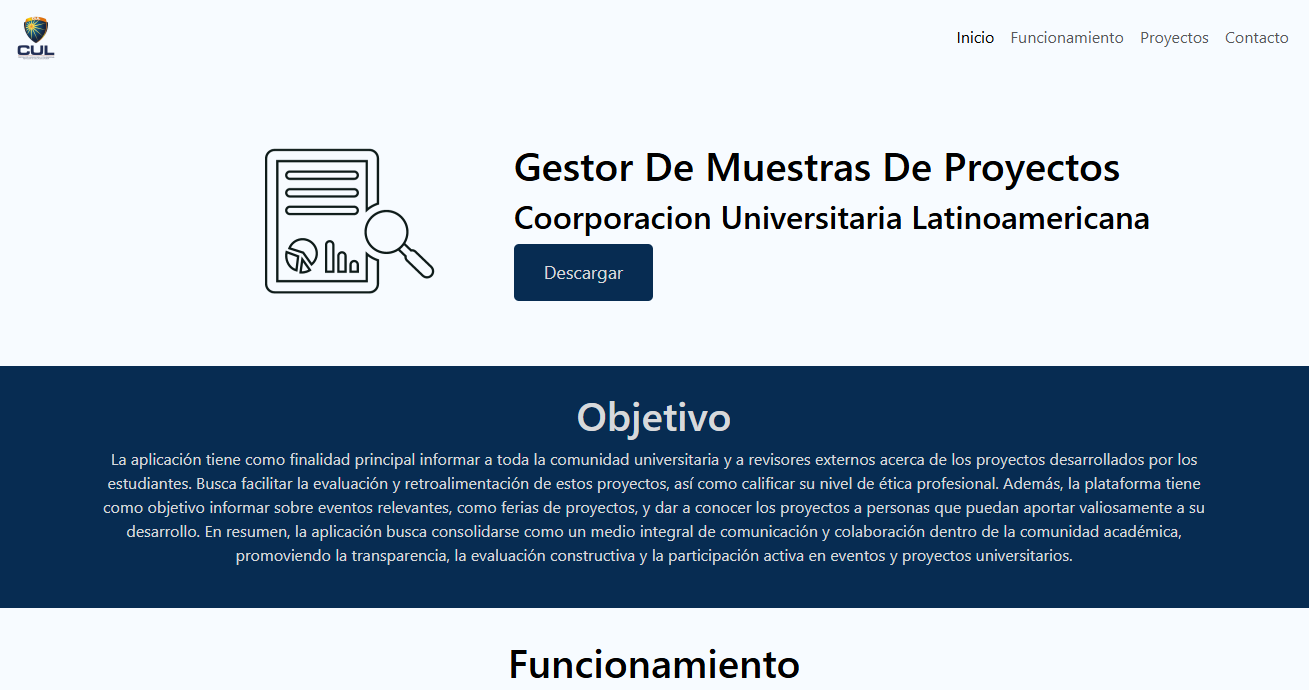 CUL
Inicio Funcionamiento Proyectos Contacto
Gestor De Muestras De Proyectos
Coorporacion Universitaria Latinoamericana
Descargar
Objetivo
La aplicación tiene como finalidad principal informar a toda la comunidad universitaria y a revisores externos acerca de los proyectos desarrollados por los
estudiantes. Busca facilitar la evaluación y retroalimentación de estos proyectos, así como calificar su nivel de ética profesional. Además, la plataforma tiene
como objetivo informar sobre eventos relevantes, como ferias de proyectos, y dar a conocer los proyectos a personas que puedan aportar valiosamente a su
desarrollo. En resumen, la aplicación busca consolidarse como un medio integral de comunicación y colaboración dentro de la comunidad académica,
promoviendo la transparencia, la evaluación constructiva y la participación activa en eventos y proyectos universitarios.
Funcionamiento